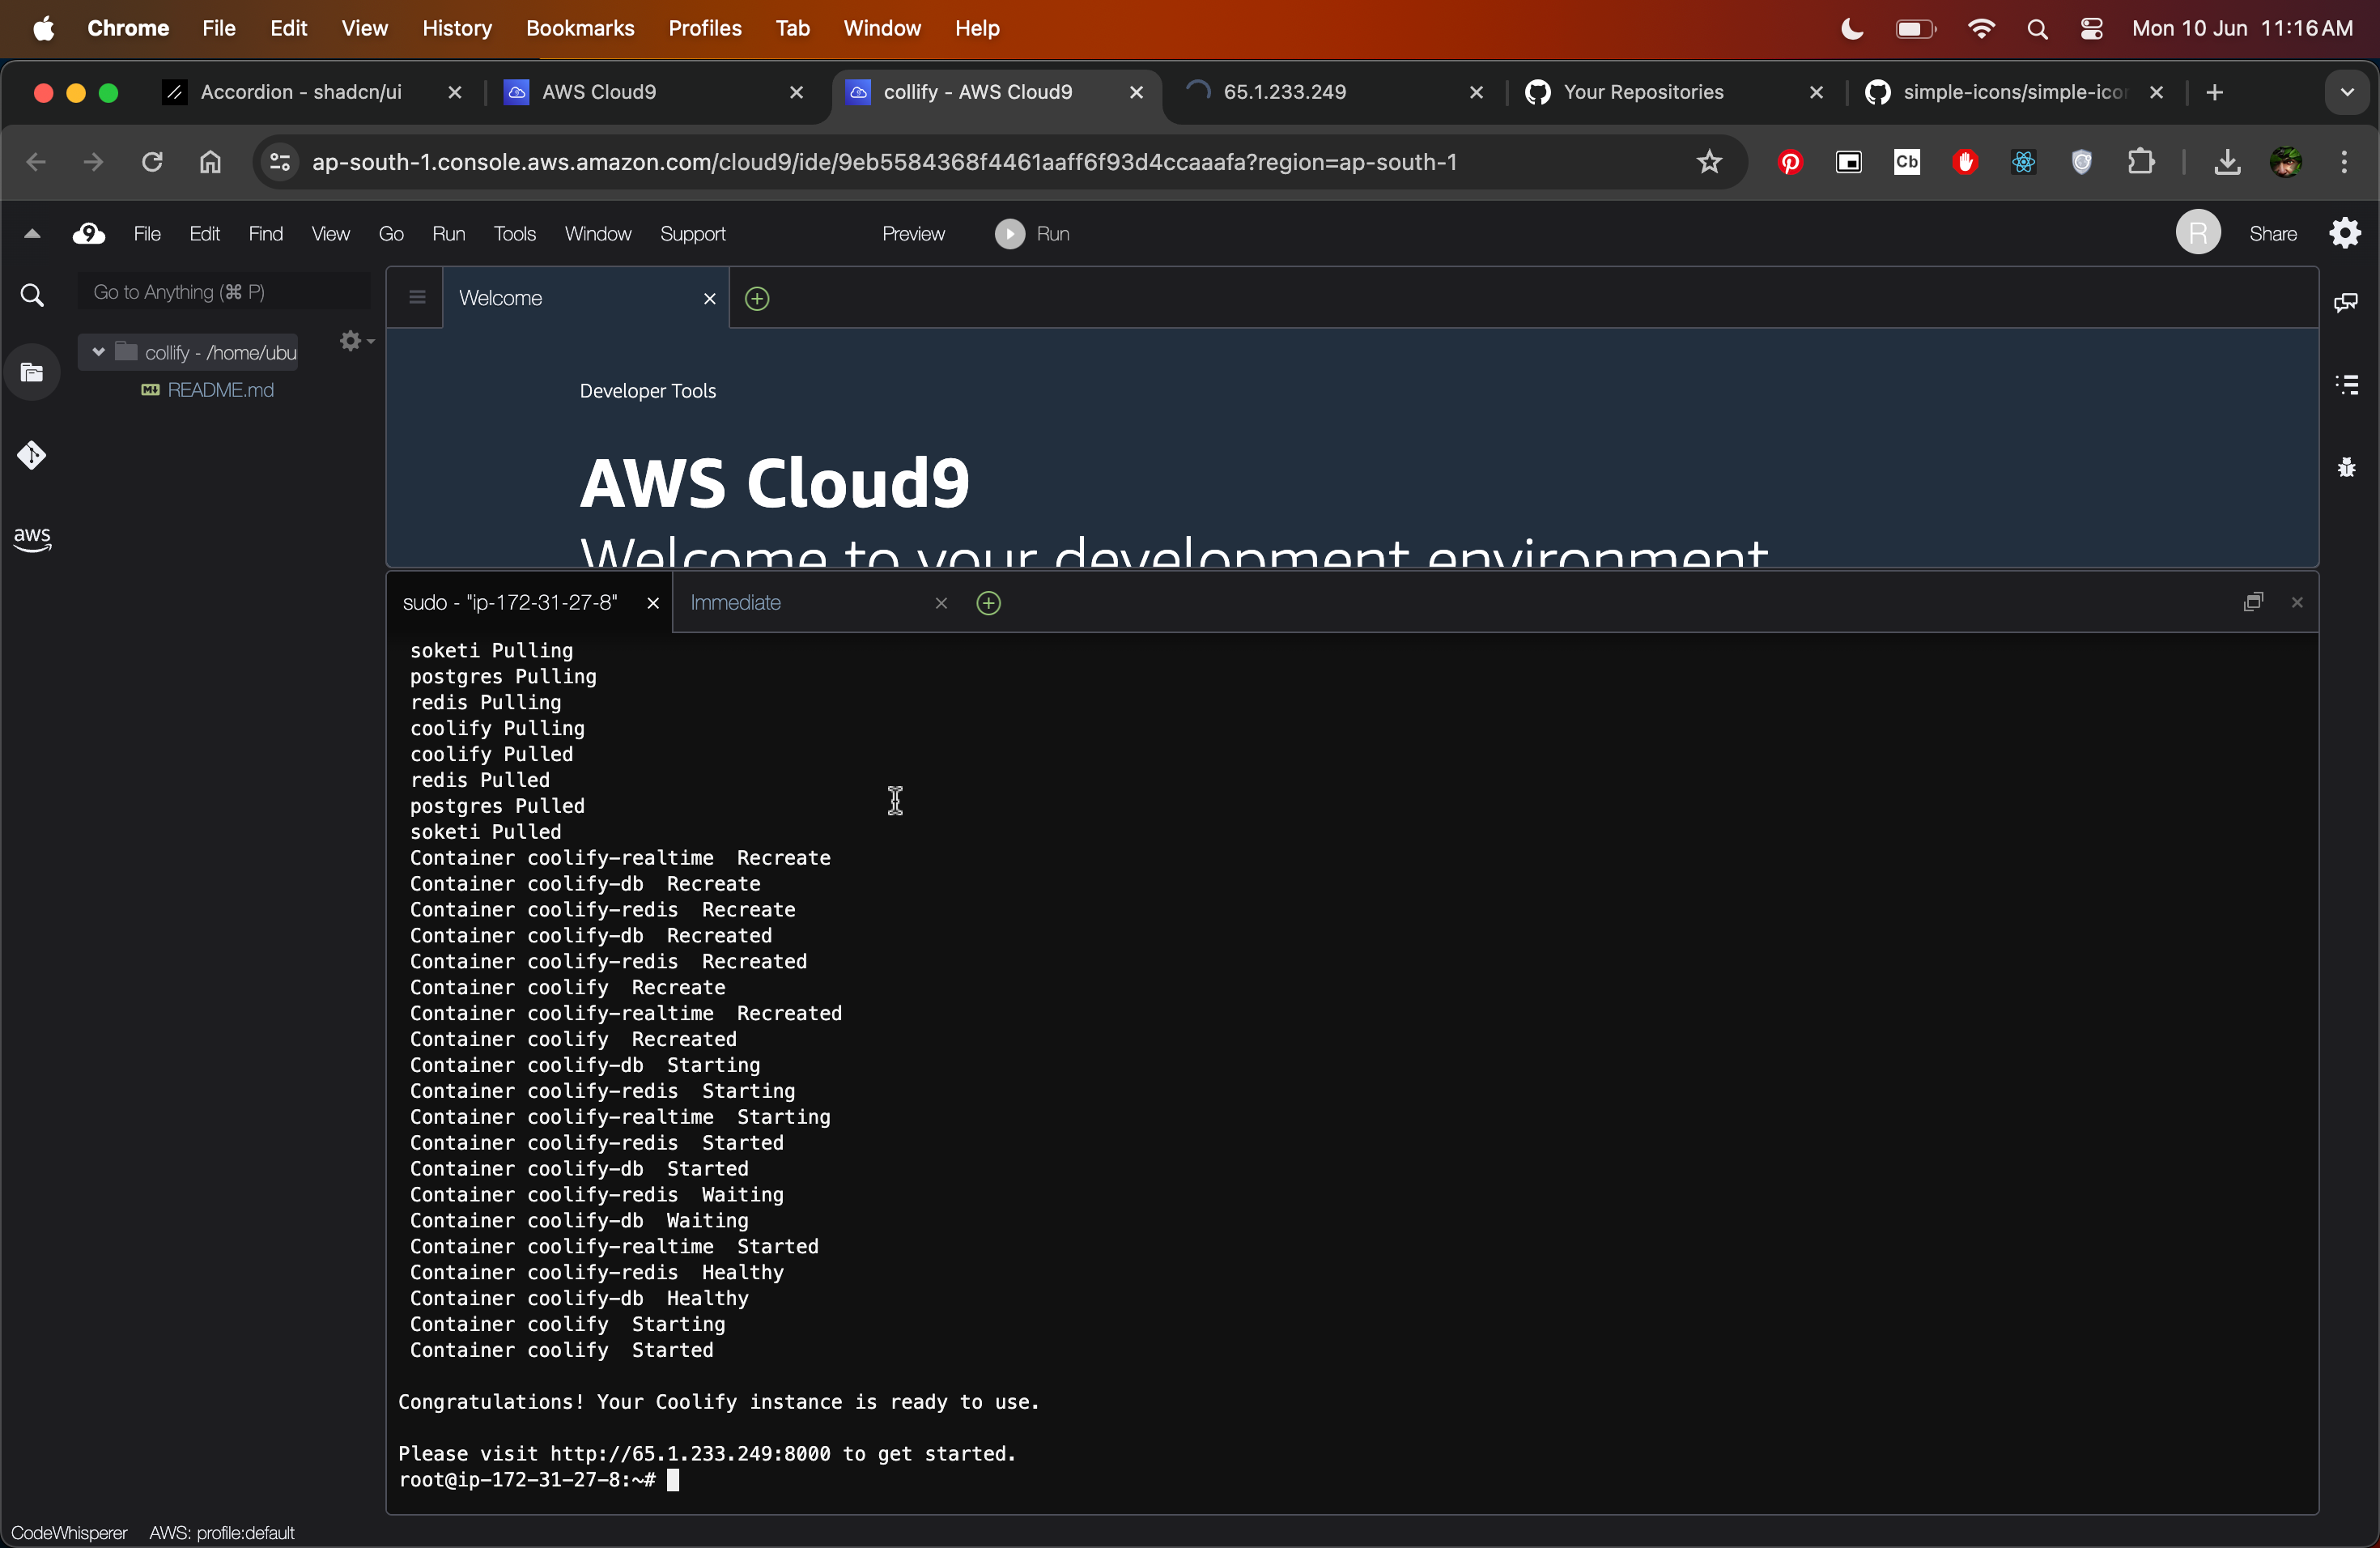 Chrome File Edit View History Bookmarks Profiles Tab Window Help Mon 10 Jun 11:16 AM
Accordion - shadcn/ui AWS Cloud9 collify - AWS Cloud9 65.1.233.249 Your Repositories simple-icons/simple-icon
ap-south-1.console.aws.amazon.com/cloud9/ide/9eb5584368f4461aaff6f93d4ccaaafa?region=ap-south-1 Cb
9 File Edit Find View Go Run Tools Window Support Preview Run R Share
Go to Anything (⌘ P)
Welcome
collify - /home/ubu
README.md
aws
Developer Tools
AWS Cloud9
Welcome to your development environment
sudo - "ip-172-31-27-8" Immediate
soketi Pulling
postgres Pulling
redis Pulling
coolify Pulling
coolify Pulled
redis Pulled
postgres Pulled
soketi Pulled
Container coolify-realtime  Recreate
Container coolify-db  Recreate
Container coolify-redis  Recreate
Container coolify-db  Recreated
Container coolify-redis  Recreated
Container coolify  Recreate
Container coolify-realtime  Recreated
Container coolify  Recreated
Container coolify-db  Starting
Container coolify-redis  Starting
Container coolify-realtime  Starting
Container coolify-redis  Started
Container coolify-db  Started
Container coolify-redis  Waiting
Container coolify-db  Waiting
Container coolify-realtime  Started
Container coolify-redis  Healthy
Container coolify-db  Healthy
Container coolify  Starting
Container coolify  Started
Congratulations! Your Coolify instance is ready to use.
Please visit http://65.1.233.249:8000 to get started.
root@ip-172-31-27-8:~#
CodeWhisperer AWS: profile:default